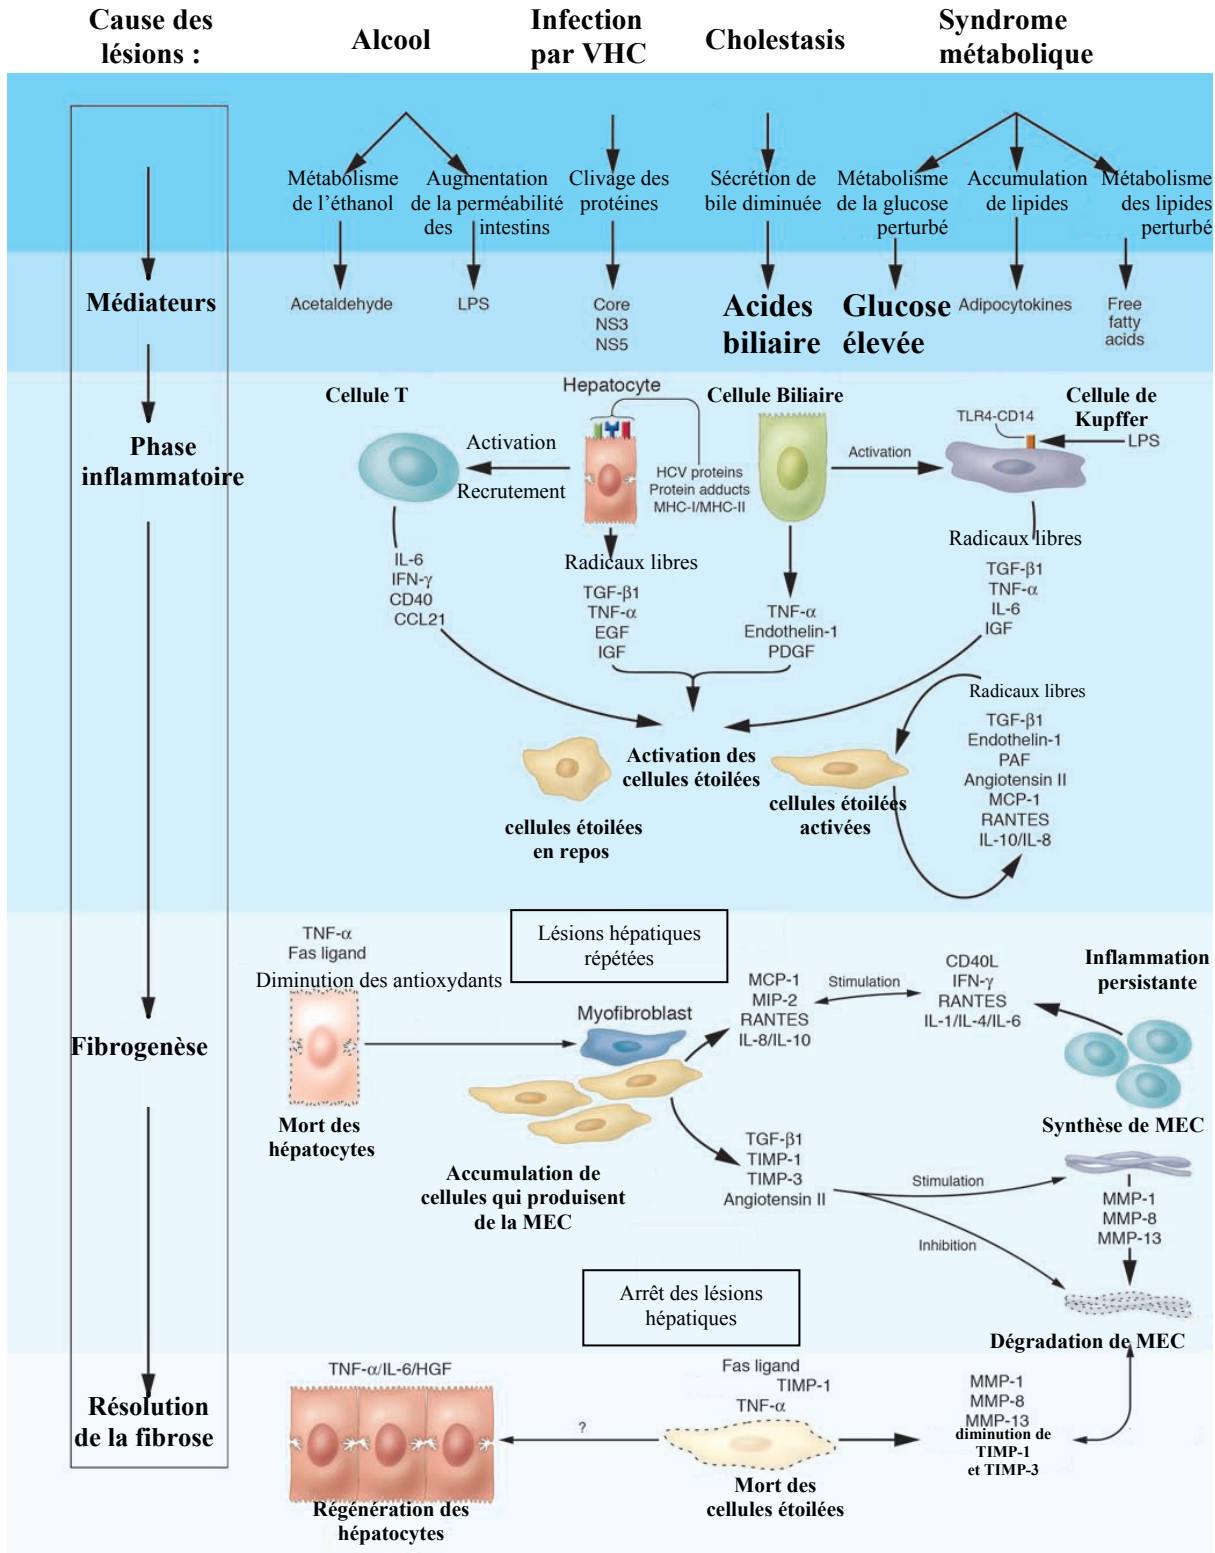 Cause des
lésions :
Alcool
Infection
par VHC
Cholestasis
Syndrome
métabolique
Métabolisme
de l'éthanol
Augmentation
de la perméabilité
des intestins
Clivage des
protéines
Sécrétion de
bile diminuée
Métabolisme
de la glucose
perturbé
Accumulation
de lipides
Métabolisme
des lipides
perturbé
Médiateurs
Acetaldehyde
LPS
Core
NS3
NS5
Acides
biliaire
Glucose
élevée
Adipocytokines
Free
fatty
acids
Phase
inflammatoire
Cellule T
Activation
Recrutement
Hepatocyte
HCV proteins
Protein adducts
MHC-I/MHC-II
Cellule Biliaire
Activation
TLR4-CD14
Cellule de
Kupffer
LPS
IL-6
IFN-γ
CD40
CCL21
Radicaux libres
TGF-β1
TNF-α
EGF
IGF
TNF-α
Endothelin-1
PDGF
Radicaux libres
TGF-β1
TNF-α
IL-6
IGF
cellules étoilées
en repos
Activation des
cellules étoilées
cellules étoilées
activées
Radicaux libres
TGF-β1
Endothelin-1
PAF
Angiotensin II
MCP-1
RANTES
IL-10/IL-8
Fibrogenèse
Lésions hépatiques
répétées
TNF-α
Fas ligand
Diminution des antioxydants
Mort des
hépatocytes
Myofibroblast
Accumulation de
cellules qui produisent
de la MEC
MCP-1
MIP-2
RANTES
IL-8/IL-10
Stimulation
CD40L
IFN-γ
RANTES
IL-1/IL-4/IL-6
Inflammation
persistante
TGF-β1
TIMP-1
TIMP-3
Angiotensin II
Stimulation
Inhibition
Synthèse de MEC
MMP-1
MMP-8
MMP-13
Dégradation de MEC
Arrêt des lésions
hépatiques
Résolution
de la fibrose
TNF-α/IL-6/HGF
Régénération des
hépatocytes
?
Fas ligand
TIMP-1
TNF-α
Mort des
cellules étoilées
MMP-1
MMP-8
MMP-13
diminution de
TIMP-1
et TIMP-3